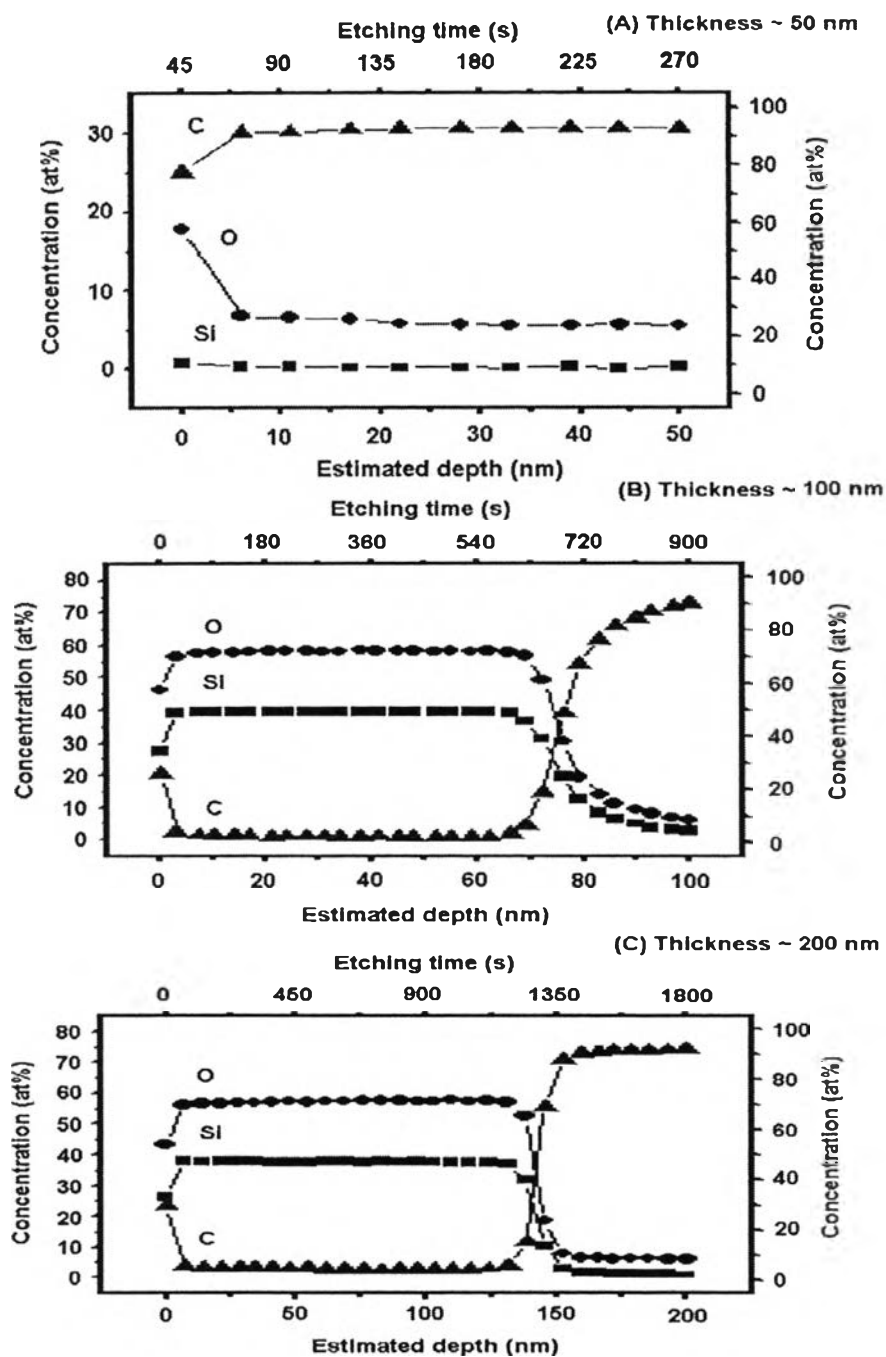 Etching time (s)
(A) Thickness ~ 50 nm
45 90 135 180 225 270
Concentration (at%)
30
20
10
0
C
O
Si
100
80
60
40
20
0
Concentration (at%)
0 10 20 30 40 50
Estimated depth (nm)
(B) Thickness ~ 100 nm
Etching time (s)
0 180 360 540 720 900
Concentration (at%)
80
70
60
50
40
30
20
10
0
O
Si
C
100
80
60
40
20
0
Concentration (at%)
0 20 40 60 80 100
Estimated depth (nm)
(C) Thickness ~ 200 nm
Etching time (s)
0 450 900 1350 1800
Concentration (at%)
80
70
60
50
40
30
20
10
0
O
Si
C
100
80
60
40
20
0
Concentration (at%)
0 50 100 150 200
Estimated depth (nm)